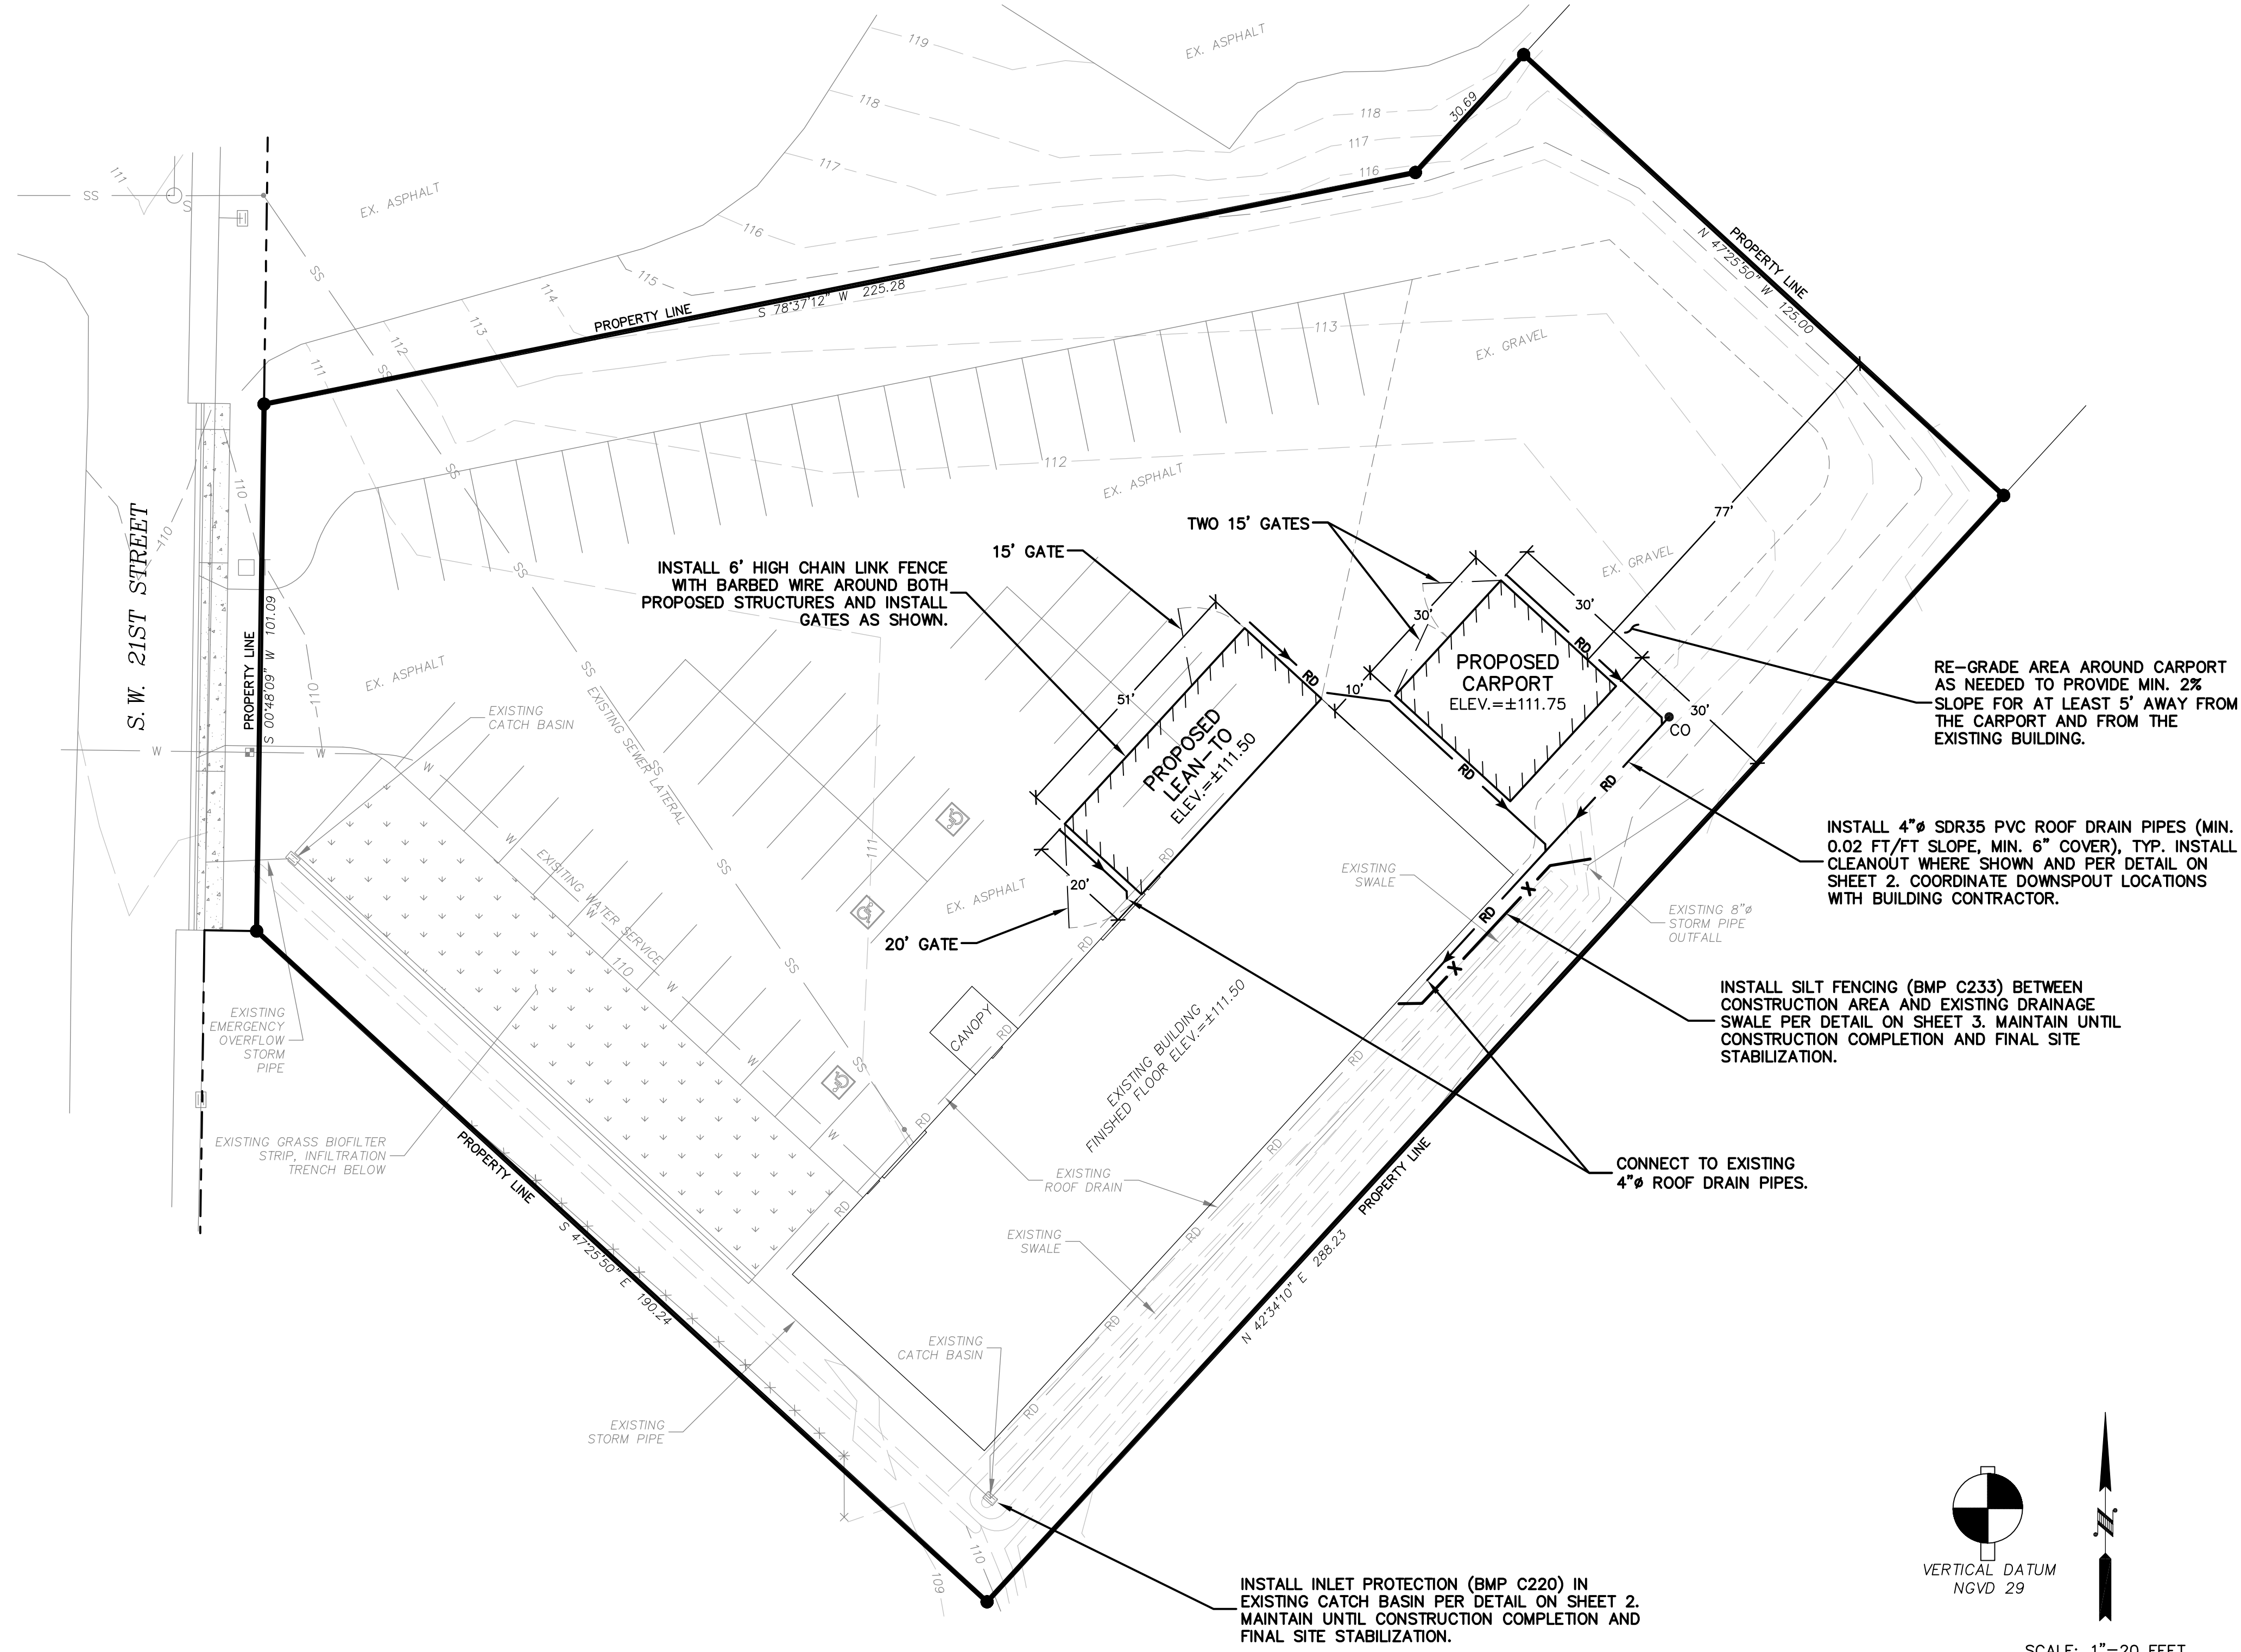 119
EX. ASPHALT
118
118
30.69
117
117
116
111
SS
S
EX. ASPHALT
116
SS
115
114
PROPERTY LINE
S 78°37'12" W 225.28
N 47°25'50" W 125.00
PROPERTY LINE
113
112
111
SS
113
EX. GRAVEL
112
EX. ASPHALT
SS
110
110
S.W. 21ST STREET
77'
TWO 15' GATES
15' GATE
INSTALL 6' HIGH CHAIN LINK FENCE
WITH BARBED WIRE AROUND BOTH
PROPOSED STRUCTURES AND INSTALL
GATES AS SHOWN.
SS
EX. GRAVEL
30'
30'
RD
PROPERTY LINE
S 00°48'09" W 101.09
110
EX. ASPHALT
SS
RD
10'
PROPOSED
CARPORT
ELEV.=±111.75
RE-GRADE AREA AROUND CARPORT
AS NEEDED TO PROVIDE MIN. 2%
SLOPE FOR AT LEAST 5' AWAY FROM
THE CARPORT AND FROM THE
EXISTING BUILDING.
51'
30'
CO
EXISTING
CATCH BASIN
PROPOSED
LEAN-TO
ELEV.=±111.50
EXISTING SEWER LATERAL
SS
W
W
W
W
RD
RD
INSTALL 4"ø SDR35 PVC ROOF DRAIN PIPES (MIN.
0.02 FT/FT SLOPE, MIN. 6" COVER), TYP. INSTALL
CLEANOUT WHERE SHOWN AND PER DETAIL ON
SHEET 2. COORDINATE DOWNSPOUT LOCATIONS
WITH BUILDING CONTRACTOR.
W
111
SS
RD
20'
EXISTING
SWALE
X
EXISITING WATER SERVICE
W
EX. ASPHALT
RD
EXISTING 8"ø
STORM PIPE
OUTFALL
20' GATE
RD
110
SS
X
W
INSTALL SILT FENCING (BMP C233) BETWEEN
CONSTRUCTION AREA AND EXISTING DRAINAGE
SWALE PER DETAIL ON SHEET 3. MAINTAIN UNTIL
CONSTRUCTION COMPLETION AND FINAL SITE
STABILIZATION.
EXISTING
EMERGENCY
OVERFLOW
STORM
PIPE
CANOPY
RD
EXISTING BUILDING
FINISHED FLOOR ELEV.=±111.50
RD
W
SS
RD
W
EXISTING GRASS BIOFILTER
STRIP, INFILTRATION
TRENCH BELOW
PROPERTY LINE
S 47°25'50" E 190.24
RD
EXISTING
ROOF DRAIN
RD
PROPERTY LINE
N 42°34'10" E 288.23
CONNECT TO EXISTING
4"ø ROOF DRAIN PIPES.
EXISTING
SWALE
RD
RD
EXISTING
CATCH BASIN
RD
EXISTING
STORM PIPE
110
109
INSTALL INLET PROTECTION (BMP C220) IN
EXISTING CATCH BASIN PER DETAIL ON SHEET 2.
MAINTAIN UNTIL CONSTRUCTION COMPLETION AND
FINAL SITE STABILIZATION.
N
VERTICAL DATUM
NGVD 29
SCALE: 1"=20 FEET